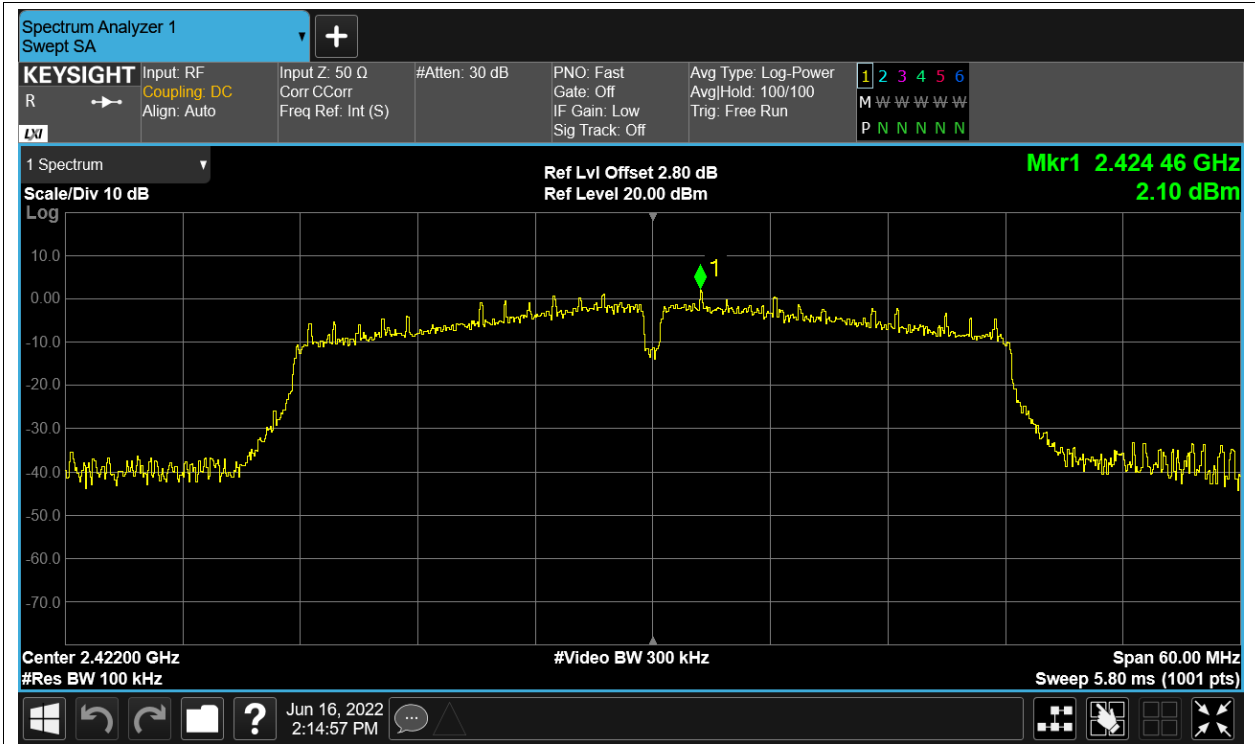 Spectrum Analyzer 1
Swept SA
KEYSIGHT
R
LXI
Input: RF
Coupling: DC
Align: Auto
Input Z: 50 Ω
Corr CCorr
Freq Ref: Int (S)
#Atten: 30 dB
PNO: Fast
Gate: Off
IF Gain: Low
Sig Track: Off
Avg Type: Log-Power
Avg|Hold: 100/100
Trig: Free Run
1 2 3 4 5 6
M W W W W W
P N N N N N
1 Spectrum
Scale/Div 10 dB
Log
Ref Lvl Offset 2.80 dB
Ref Level 20.00 dBm
Mkr1 2.424 46 GHz
2.10 dBm
1
10.0
0.00
-10.0
-20.0
-30.0
-40.0
-50.0
-60.0
-70.0
Center 2.42200 GHz
#Res BW 100 kHz
#Video BW 300 kHz
Span 60.00 MHz
Sweep 5.80 ms (1001 pts)
?
Jun 16, 2022
2:14:57 PM